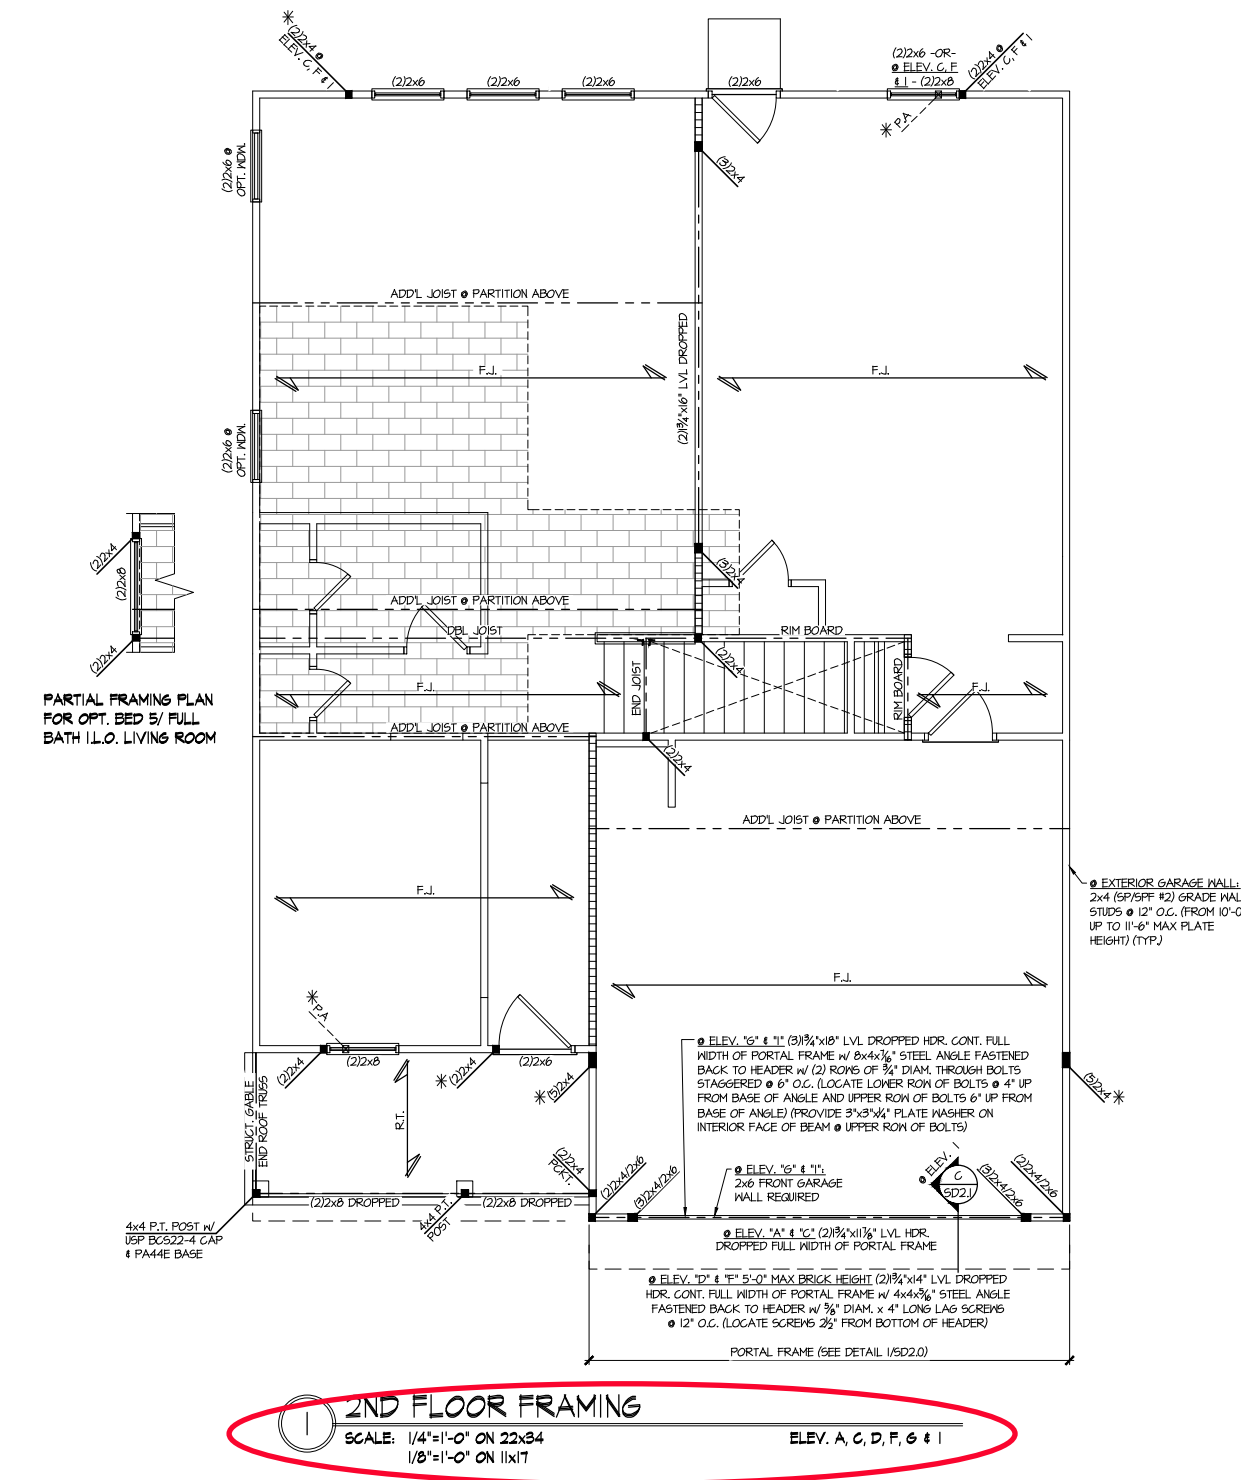 (2)2x4 @
ELEV. C, F & I
(2)2x6
(2)2x6
(2)2x6
(2)2x6
(2)2x6 -OR-
@ ELEV. C, F
& I - (2)2x8
(2)2x4 @
ELEV. C, F & I
P.A
(2)2x6 @
OPT. WDW.
(3)2x4
ADD'L JOIST @ PARTITION ABOVE
(2)1¾"x16" LVL DROPPED
F.J.
F.J.
(2)2x6 @
OPT. WDW.
(2)2x4
(2)2x8
(2)2x4
PARTIAL FRAMING PLAN
FOR OPT. BED 5/ FULL
BATH I.L.O. LIVING ROOM
(3)2x4
ADD'L JOIST @ PARTITION ABOVE
DBL JOIST
RIM BOARD
(2)2x4
END JOIST
RIM BOARD
F.J.
F.J.
ADD'L JOIST @ PARTITION ABOVE
(2)2x4
ADD'L JOIST @ PARTITION ABOVE
F.J.
@ EXTERIOR GARAGE WALL:
2x4 (SP/SPF #2) GRADE WAL
STUDS @ 12" O.C. (FROM 10'-0
UP TO 11'-6" MAX PLATE
HEIGHT) (TYP.)
F.J.
P.A
(2)2x4
(2)2x8
(2)2x4
(2)2x6
(5)2x4
(5)2x4
@ ELEV. "G" & "I" (3)1¾"x18" LVL DROPPED HDR. CONT. FULL
WIDTH OF PORTAL FRAME w/ 8x4x7/16" STEEL ANGLE FASTENED
BACK TO HEADER w/ (2) ROWS OF ¾" DIAM. THROUGH BOLTS
STAGGERED @ 6" O.C. (LOCATE LOWER ROW OF BOLTS @ 4" UP
FROM BASE OF ANGLE AND UPPER ROW OF BOLTS 6" UP FROM
BASE OF ANGLE) (PROVIDE 3"x3"x¼" PLATE WASHER ON
INTERIOR FACE OF BEAM @ UPPER ROW OF BOLTS)
STRUCT. GABLE
END ROOF TRUSS
R.T.
(2)2x4
PCKT.
(2)2x4/2x6
(3)2x4/2x6
@ ELEV. "G" & "I":
2x6 FRONT GARAGE
WALL REQUIRED
@ ELEV. I
C
SD2.1
(3)2x4/2x6
(2)2x4/2x6
(2)2x8 DROPPED
(2)2x8 DROPPED
4x4 P.T.
POST
4x4 P.T. POST w/
USP BCS22-4 CAP
& PA44E BASE
@ ELEV. "A" & "C" (2)1¾"x11⅞" LVL HDR.
DROPPED FULL WIDTH OF PORTAL FRAME
@ ELEV. "D" & "F" 5'-0" MAX BRICK HEIGHT (2)1¾"x14" LVL DROPPED
HDR. CONT. FULL WIDTH OF PORTAL FRAME w/ 4x4x5/16" STEEL ANGLE
FASTENED BACK TO HEADER w/ ⅝" DIAM. x 4" LONG LAG SCREWS
@ 12" O.C. (LOCATE SCREWS 2½" FROM BOTTOM OF HEADER)
PORTAL FRAME (SEE DETAIL 1/SD2.0)
1
2ND FLOOR FRAMING
SCALE: 1/4"=1'-0" ON 22x34
ELEV. A, C, D, F, G & I
1/8"=1'-0" ON 11x17